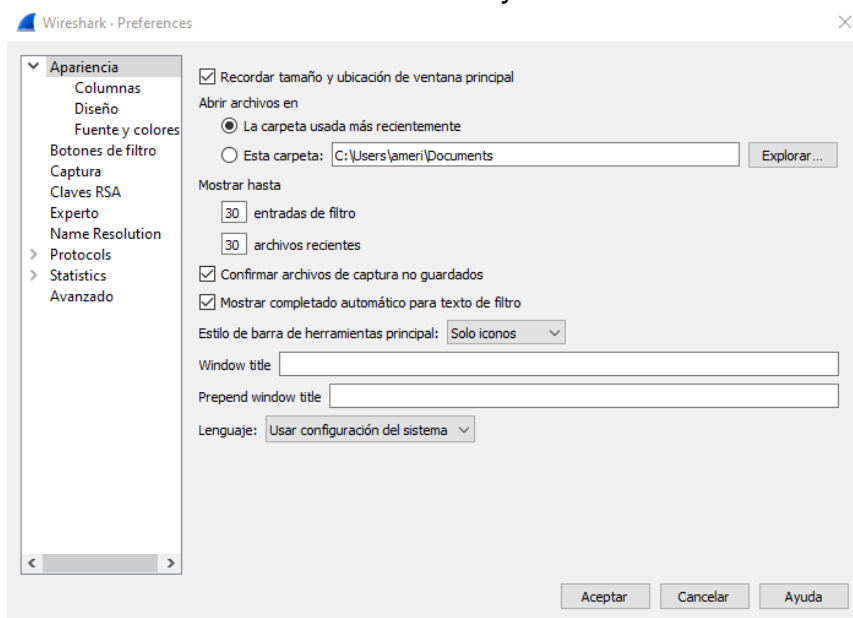 y
Wireshark · Preferences
Apariencia
Columnas
Diseño
Fuente y colores
Botones de filtro
Captura
Claves RSA
Experto
Name Resolution
Protocols
Statistics
Avanzado
Recordar tamaño y ubicación de ventana principal
Abrir archivos en
La carpeta usada más recientemente
Esta carpeta: C:\Users\ameri\Documents Explorar...
Mostrar hasta
30 entradas de filtro
30 archivos recientes
Confirmar archivos de captura no guardados
Mostrar completado automático para texto de filtro
Estilo de barra de herramientas principal: Solo iconos
Window title
Prepend window title
Lenguaje: Usar configuración del sistema
Aceptar Cancelar Ayuda